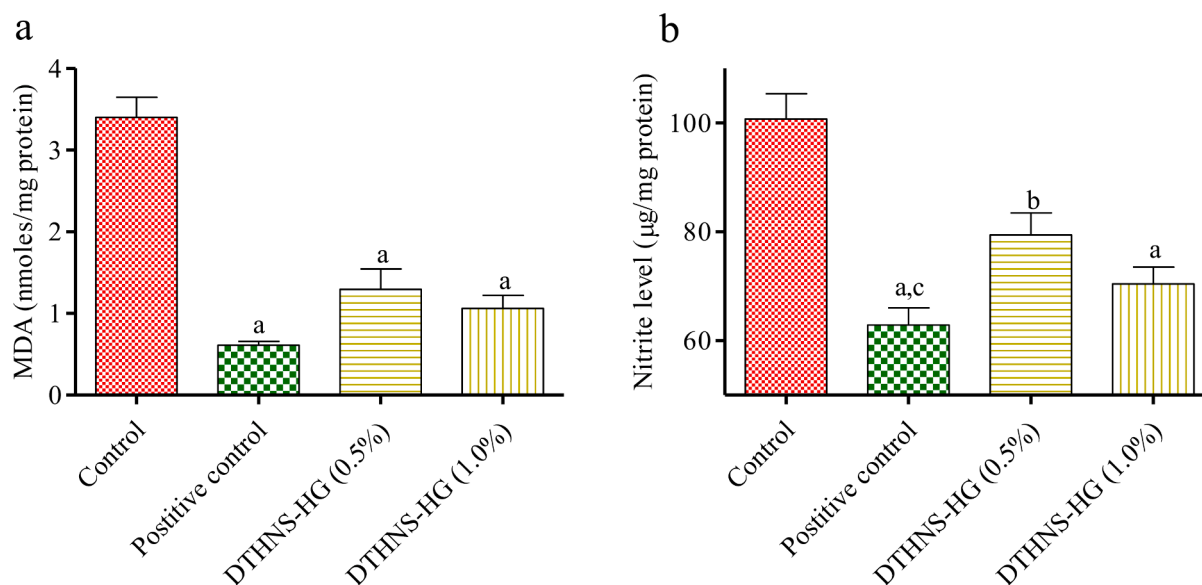 a
MDA (nmoles/mg protein)
4
3
2
1
0
a
a
a
Control
Postitive control
DTHNS-HG (0.5%)
DTHNS-HG (1.0%)
b
Nitrite level (μg/mg protein)
100
80
60
a,c
b
a
Control
Postitive control
DTHNS-HG (0.5%)
DTHNS-HG (1.0%)